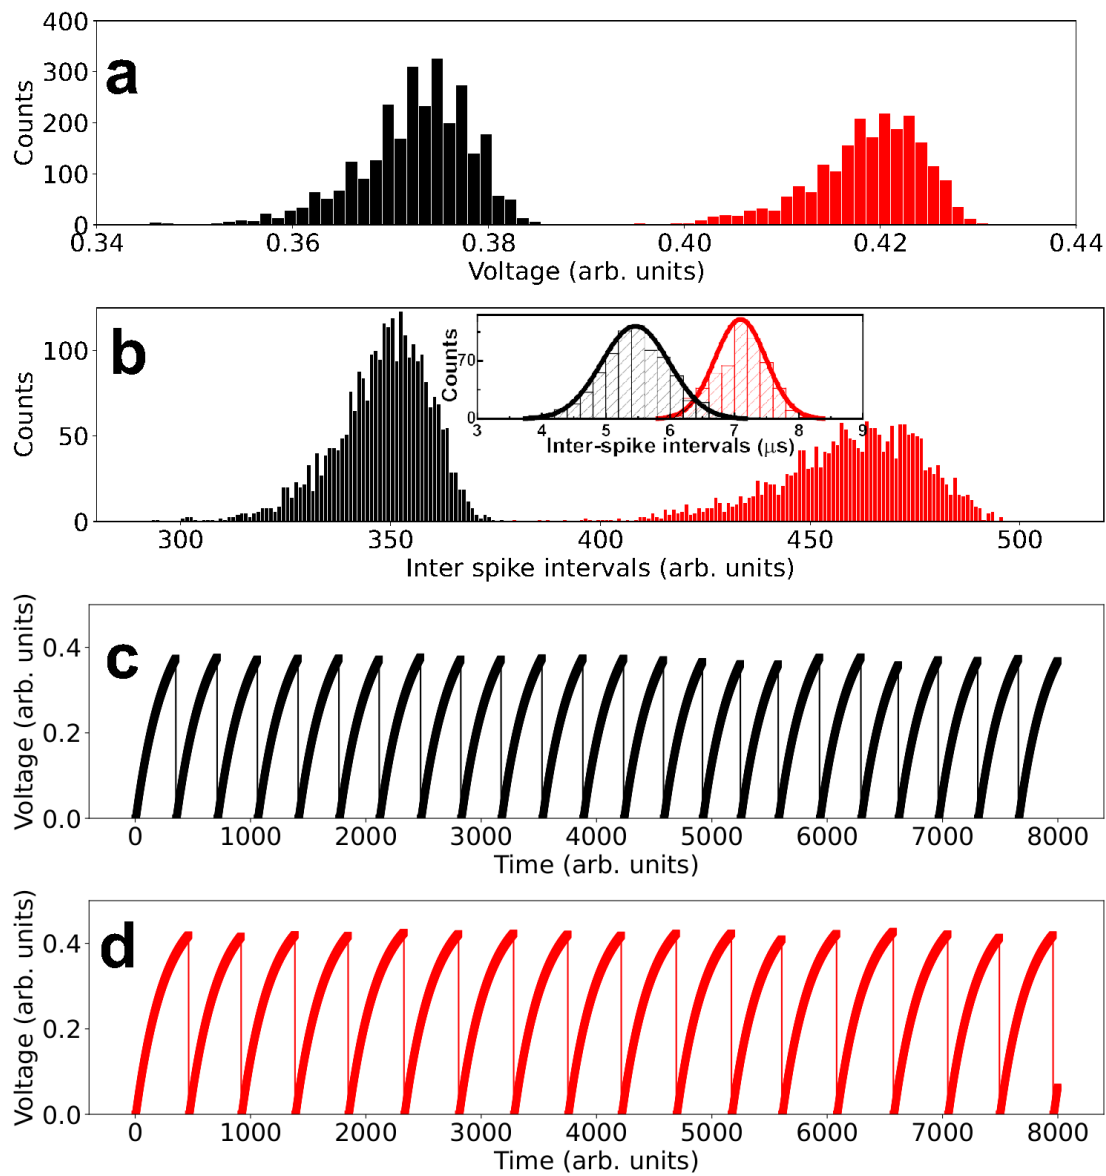 400
300
200
100
0
Counts
a
0.34 0.36 0.38 0.40 0.42 0.44
Voltage (arb. units)
100
50
0
Counts
b
Counts
70
0
3 4 5 6 7 8 9
Inter-spike intervals (μs)
300 350 400 450 500
Inter spike intervals (arb. units)
0.4
0.2
0.0
Voltage (arb. units)
c
0 1000 2000 3000 4000 5000 6000 7000 8000
Time (arb. units)
0.4
0.2
0.0
Voltage (arb. units)
d
0 1000 2000 3000 4000 5000 6000 7000 8000
Time (arb. units)